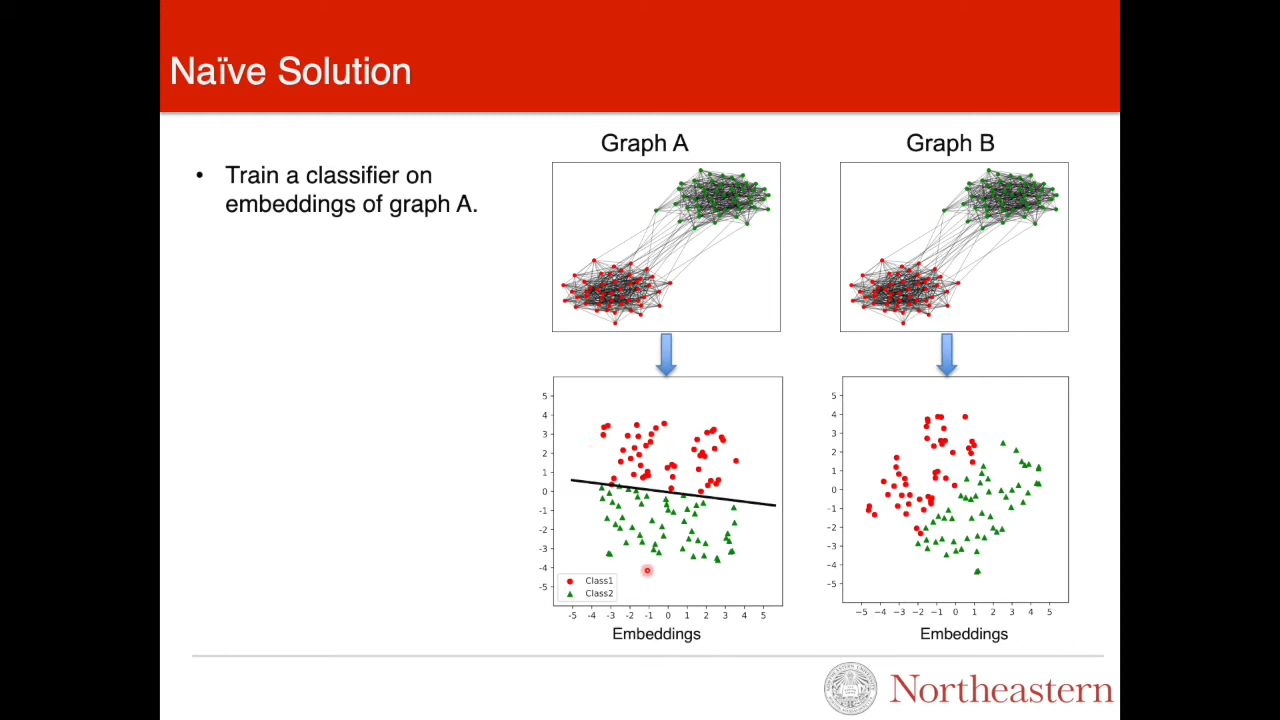 Naïve Solution
• Train a classifier on
embeddings of graph A.
Graph A
Graph B
5
4
3
2
1
0
-1
-2
-3
-4
-5
Class1
Class2
-5 -4 -3 -2 -1 0 1 2 3 4 5
Embeddings
5
4
3
2
1
0
−1
−2
−3
−4
−5
−5 −4 −3 −2 −1 0 1 2 3 4 5
Embeddings
Northeastern